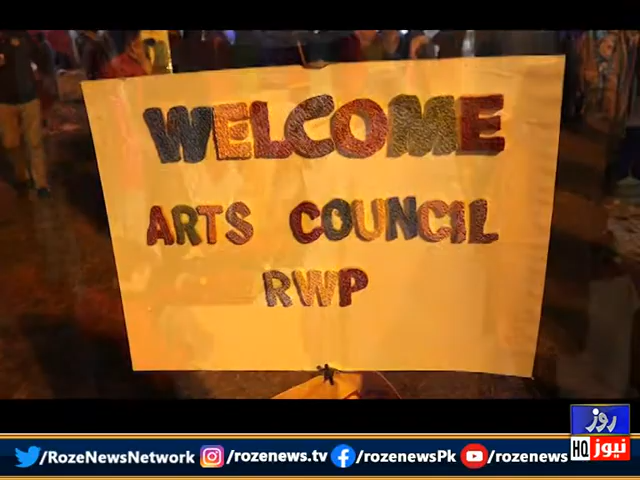 WELCOME
ARTS COUNCIL
RWP
روز
HQ نیوز
/RozeNewsNetwork /rozenews.tv /rozenewsPk /rozenews